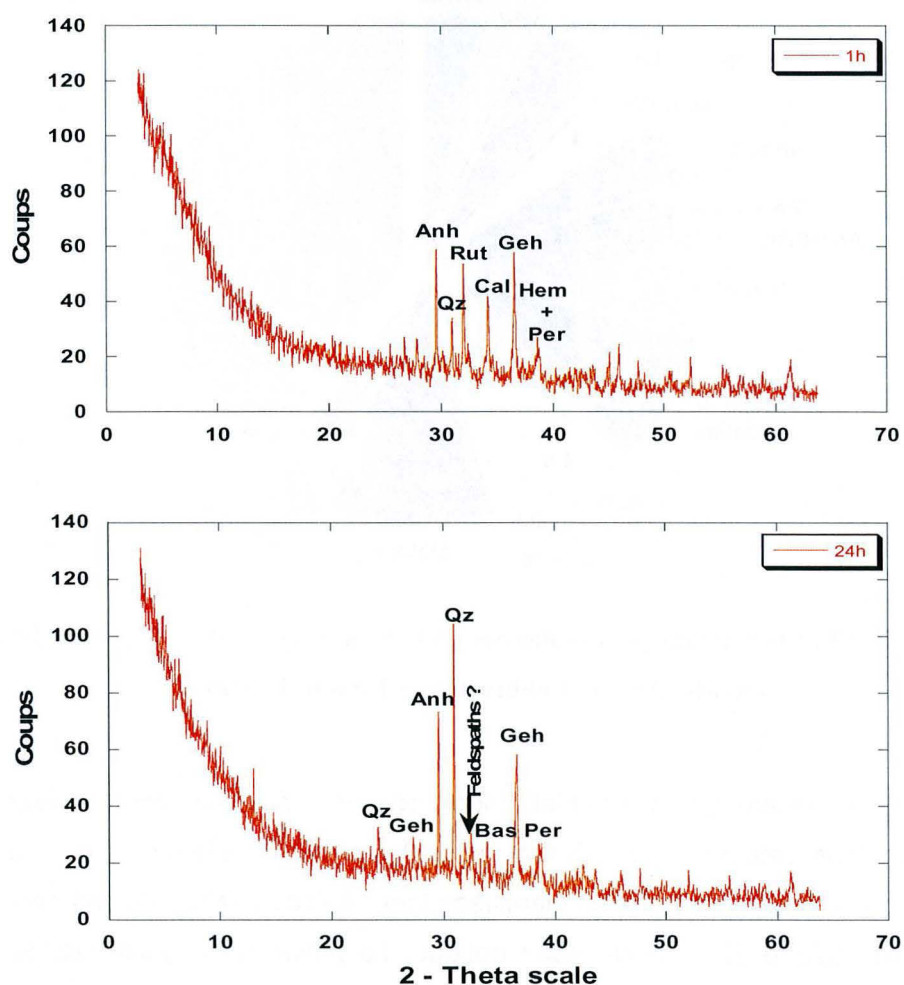 140
120
100
80
60
40
20
0
Coups
1h
Anh
Rut
Qz
Cal
Geh
Hem
+
Per
0 10 20 30 40 50 60 70
140
120
100
80
60
40
20
0
Coups
24h
Qz
Anh
Feldspaths ?
Geh
Qz
Geh
Bas Per
0 10 20 30 40 50 60 70
2 - Theta scale